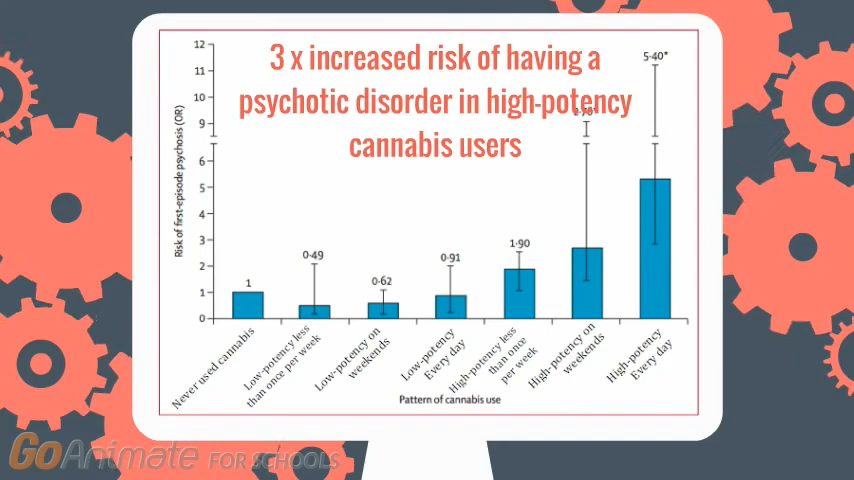 3 x increased risk of having a
psychotic disorder in high-potency
cannabis users
Risk of first-episode psychosis (OR)
12
11
10
9
6
5
4
3
2
1
0
1
0·49
0·62
0·91
1·90
5·40*
Never used cannabis
Low-potency less
than once per week
Low-potency on
weekends
Low-potency
Every day
High-potency less
than once
per week
High-potency on
weekends
High-potency
Every day
Pattern of cannabis use
GoAnimate FOR SCHOOLS